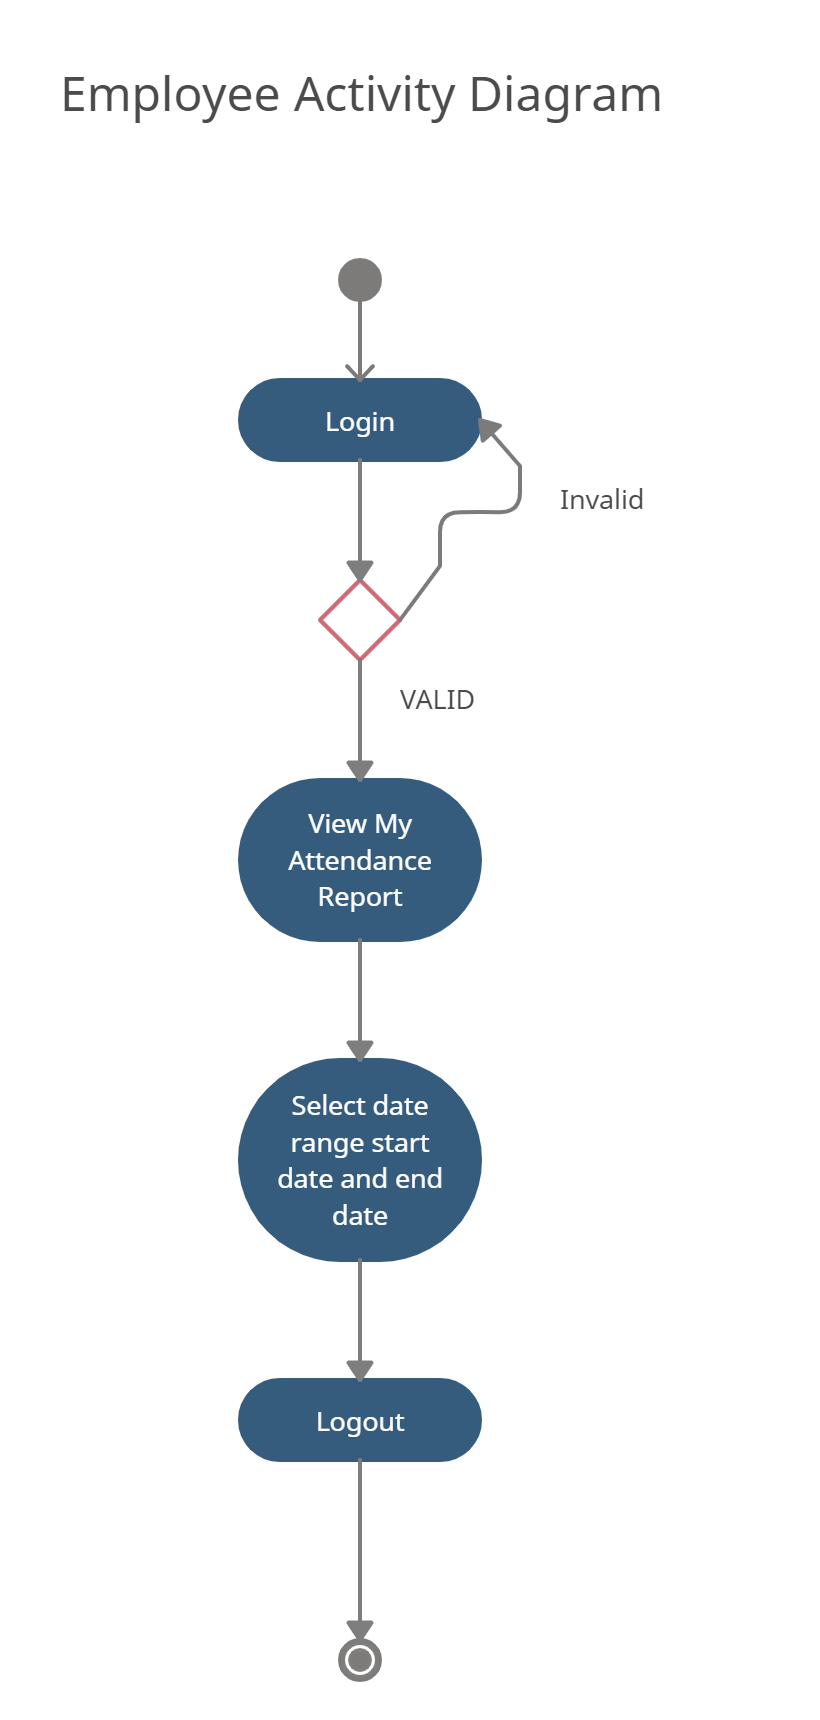 Employee Activity Diagram
Login
Invalid
VALID
View My
Attendance
Report
Select date
range start
date and end
date
Logout